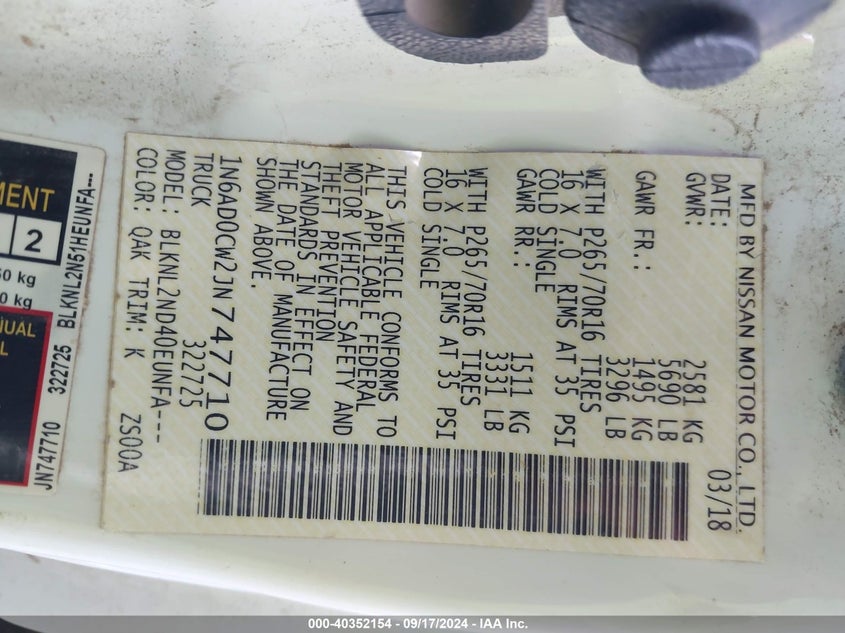 MFD BY NISSAN MOTOR CO., LTD.
DATE: 03/18
GVWR: 2581 KG
5690 LB
GAWR FR.: 1495 KG
3296 LB
WITH P265/70R16 TIRES
16 X 7.0 RIMS AT 35 PSI
COLD SINGLE
GAWR RR.: 1511 KG
3331 LB
WITH P265/70R16 TIRES
16 X 7.0 RIMS AT 35 PSI
COLD SINGLE
THIS VEHICLE CONFORMS TO
ALL APPLICABLE FEDERAL
MOTOR VEHICLE SAFETY AND
THEFT PREVENTION
STANDARDS IN EFFECT ON
THE DATE OF MANUFACTURE
SHOWN ABOVE.
1N6AD0CW2JN747710
TRUCK 322725
MODEL: BLKNL2ND40EUNFA---
COLOR: QAK TRIM: K ZS00A
MENT
2
0 kg
0 kg
UAL
L
JN747710 322725 BLKNL2N51HEUNFA---
000-40352154 - 09/17/2024 - IAA Inc.